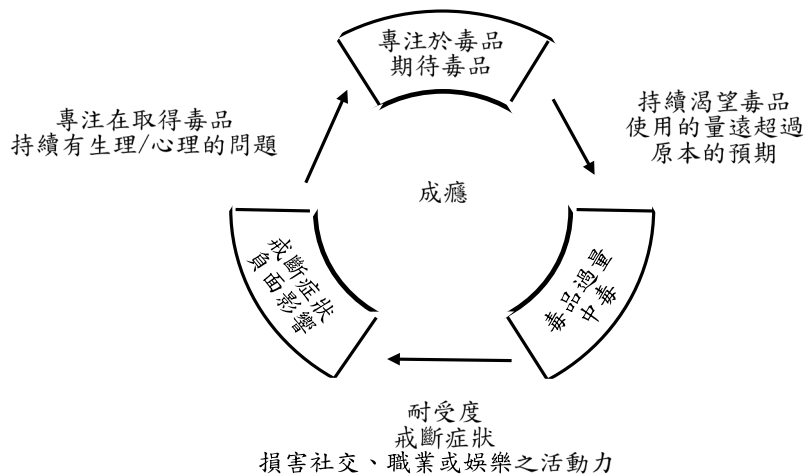 專注於毒品
期待毒品
持續渴望毒品
使用的量遠超過
原本的預期
專注在取得毒品
持續有生理/心理的問題
成癮
戒斷症狀
負面影響
毒品過量
中毒
耐受度
戒斷症狀
損害社交、職業或娛樂之活動力